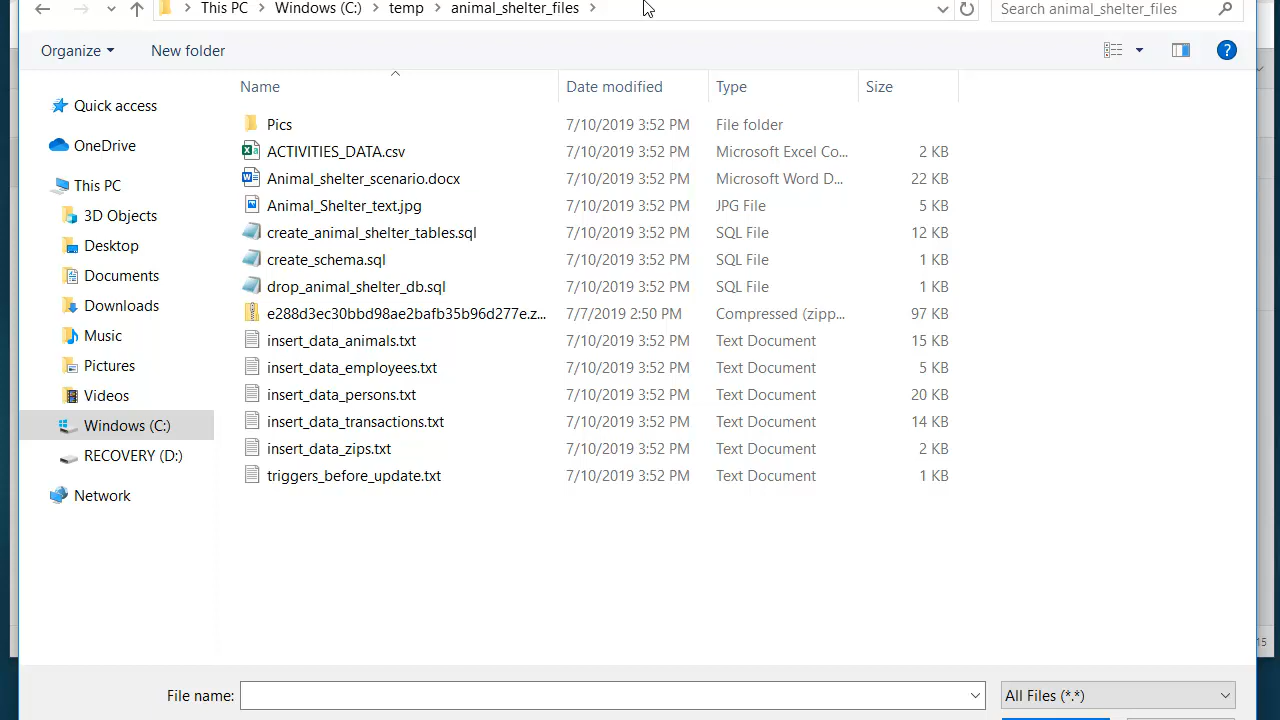 This PC Windows (C:) temp animal_shelter_files Search animal_shelter_files
Organize New folder
Name Date modified Type Size
Quick access
OneDrive
This PC
3D Objects
Desktop
Documents
Downloads
Music
Pictures
Videos
Windows (C:)
RECOVERY (D:)
Network
Pics 7/10/2019 3:52 PM File folder
ACTIVITIES_DATA.csv 7/10/2019 3:52 PM Microsoft Excel Co... 2 KB
Animal_shelter_scenario.docx 7/10/2019 3:52 PM Microsoft Word D... 22 KB
Animal_Shelter_text.jpg 7/10/2019 3:52 PM JPG File 5 KB
create_animal_shelter_tables.sql 7/10/2019 3:52 PM SQL File 12 KB
create_schema.sql 7/10/2019 3:52 PM SQL File 1 KB
drop_animal_shelter_db.sql 7/10/2019 3:52 PM SQL File 1 KB
e288d3ec30bbd98ae2bafb35b96d277e.z... 7/7/2019 2:50 PM Compressed (zipp... 97 KB
insert_data_animals.txt 7/10/2019 3:52 PM Text Document 15 KB
insert_data_employees.txt 7/10/2019 3:52 PM Text Document 5 KB
insert_data_persons.txt 7/10/2019 3:52 PM Text Document 20 KB
insert_data_transactions.txt 7/10/2019 3:52 PM Text Document 14 KB
insert_data_zips.txt 7/10/2019 3:52 PM Text Document 2 KB
triggers_before_update.txt 7/10/2019 3:52 PM Text Document 1 KB
15
File name: All Files (*.*)